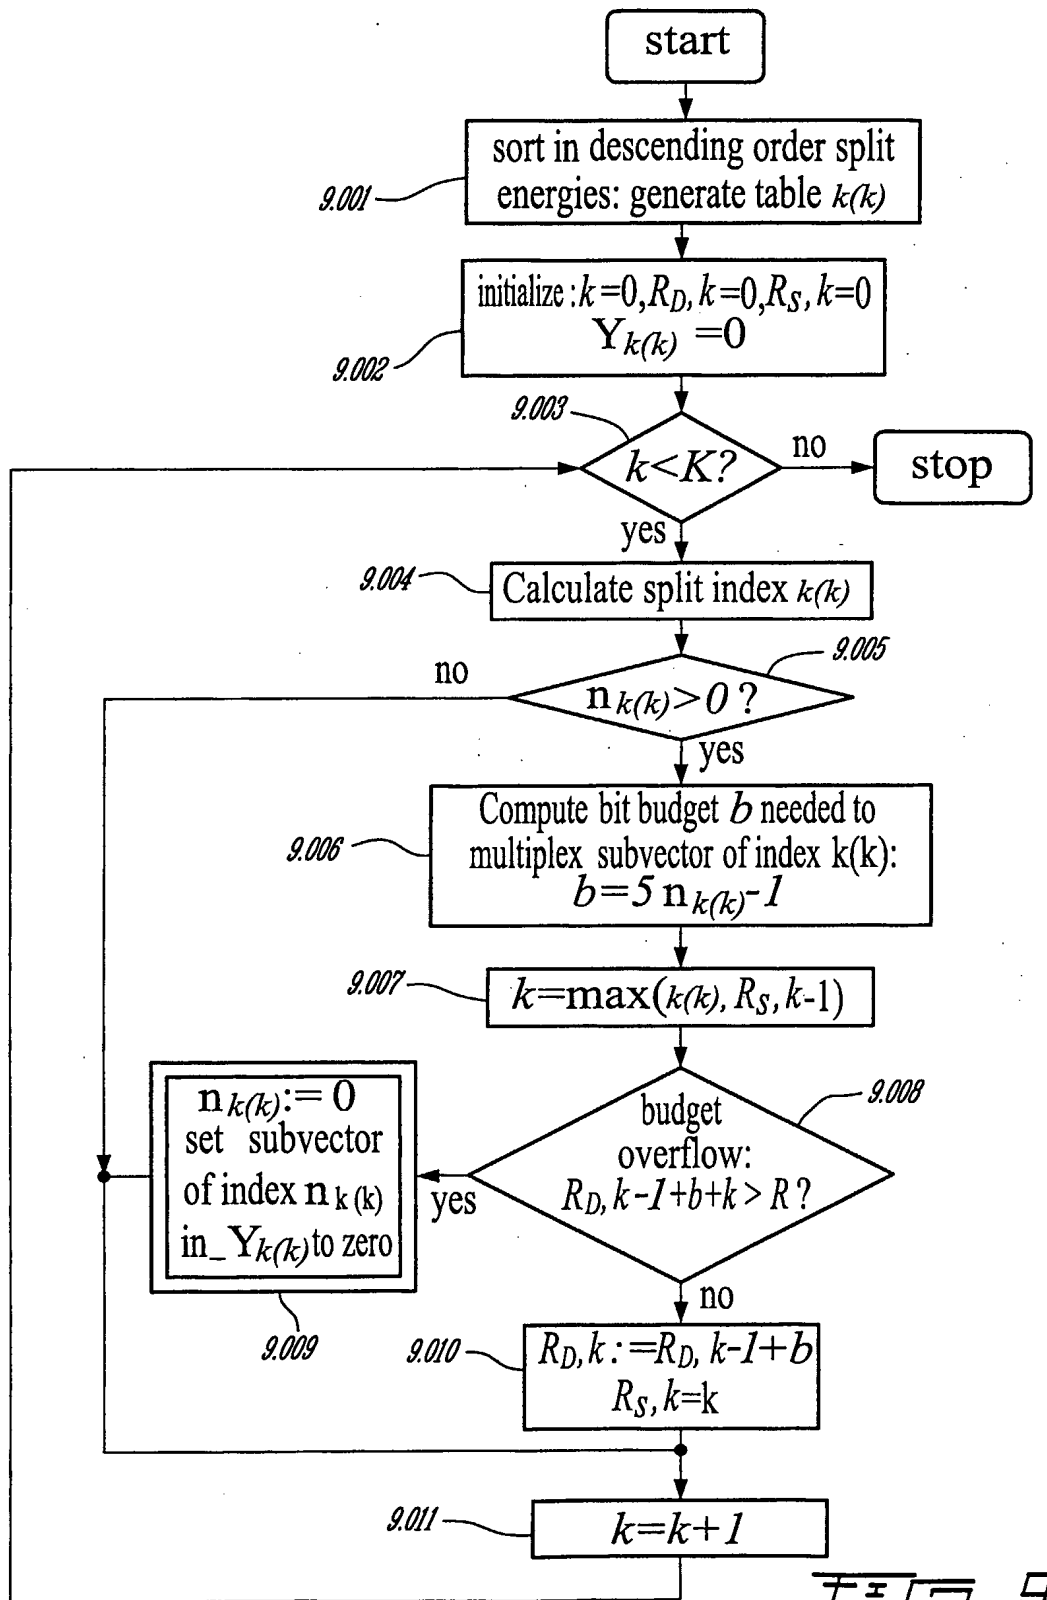 start
sort in descending order split
energies: generate table k(k)
9.001
initialize : k=0, R_D, k=0, R_S, k=0
Y_k(k) =0
9.002
9.003
k<K?
no
stop
yes
9.004
Calculate split index k(k)
9.005
no
n_k(k)>0 ?
yes
Compute bit budget b needed to
multiplex subvector of index k(k):
b=5 n_k(k)-1
9.006
9.007
k=max(k(k), R_S, k-1)
9.008
budget
overflow:
R_D, k-1+b+k > R ?
yes
n_k(k):= 0
set subvector
of index n_k(k)
in_ Y_k(k) to zero
9.009
no
9.010
R_D, k:=R_D, k-1+b
R_S, k=k
9.011
k=k+1